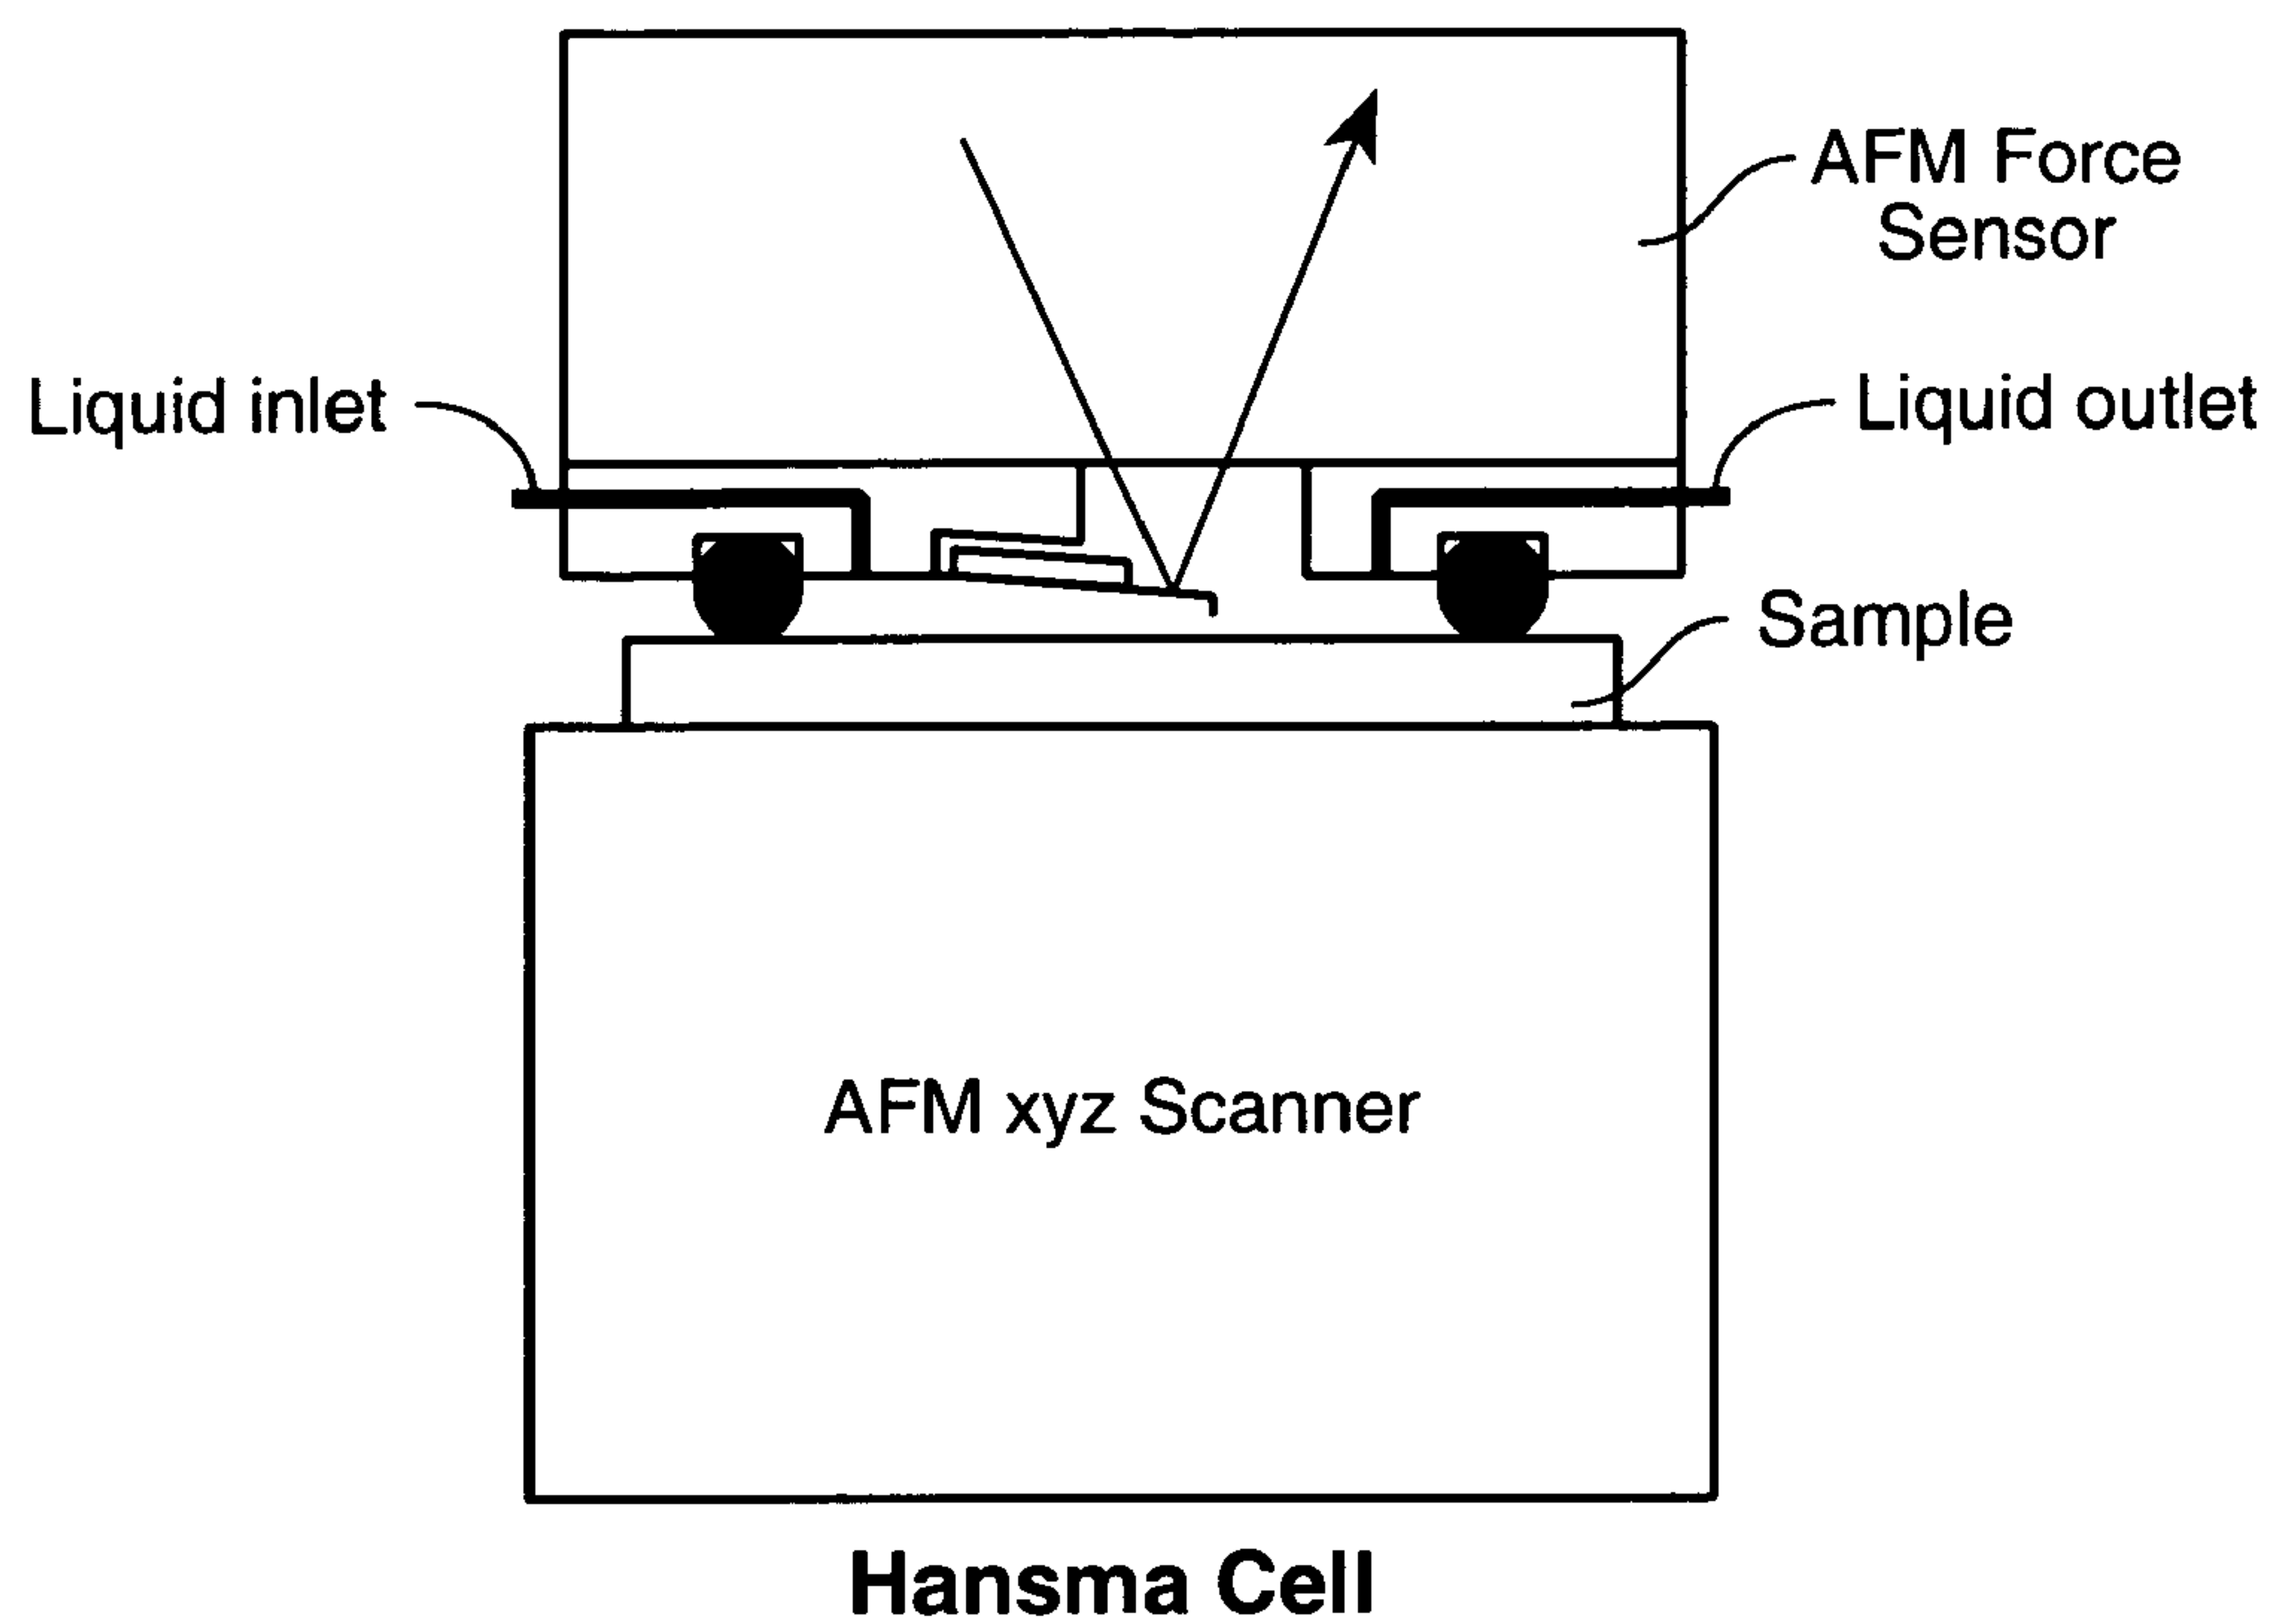 AFM Force
Sensor
Liquid inlet
Liquid outlet
Sample
AFM xyz Scanner
Hansma Cell